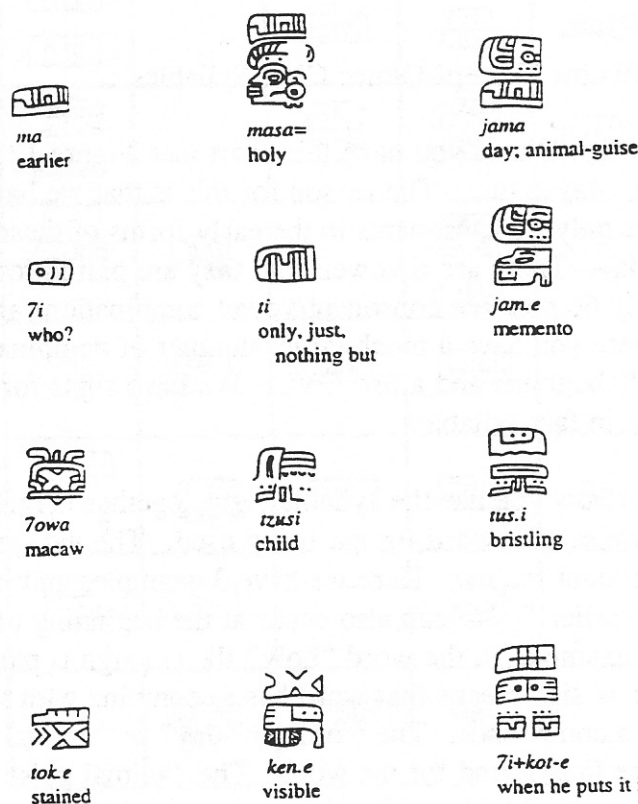 ma
earlier
masa=
holy
jama
day; animal-guise
7i
who?
ti
only, just,
nothing but
jam.e
memento
7owa
macaw
tzusi
child
tus.i
bristling
tok.e
stained
ken.e
visible
7i+kot-e
when he puts it